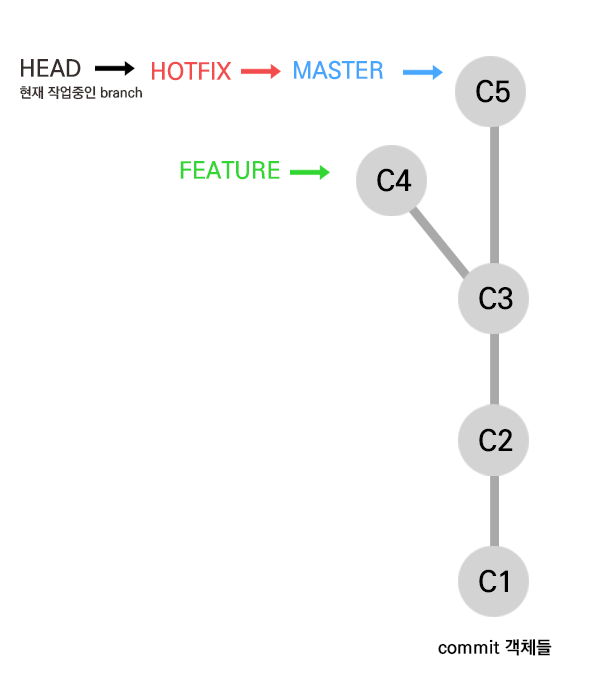 HEAD → HOTFIX → MASTER → C5
현재 작업중인 branch
FEATURE → C4
C3
C2
C1
commit 객체들